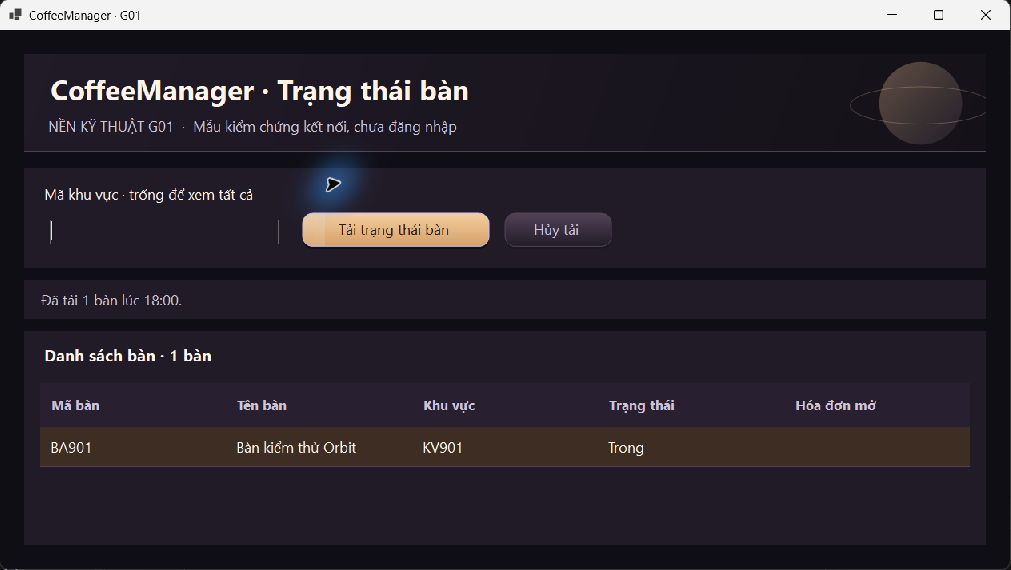 CoffeeManager · G01
CoffeeManager · Trạng thái bàn
NỀN KỸ THUẬT G01 · Mẫu kiểm chứng kết nối, chưa đăng nhập
Mã khu vực · trống để xem tất cả
Tải trạng thái bàn Hủy tải
Đã tải 1 bàn lúc 18:00.
Danh sách bàn · 1 bàn
Mã bàn Tên bàn Khu vực Trạng thái Hóa đơn mở
BA901 Bàn kiểm thử Orbit KV901 Trong